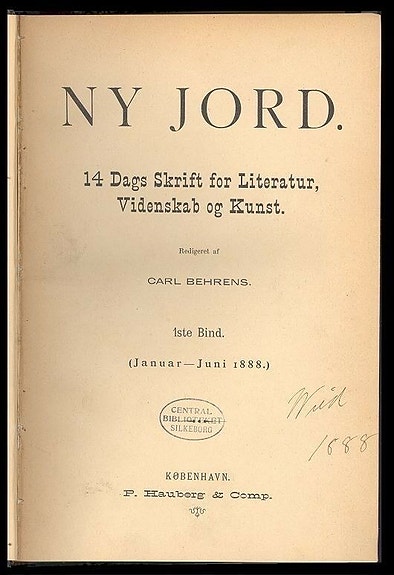 NY JORD.
14 Dags Skrift for Literatur,
Videnskab og Kunst.
Redigeret af
CARL BEHRENS.
1ste Bind.
(Januar—Juni 1888.)
CENTRAL
BIBLIOTEKET
SILKEBORG
1888
KØBENHAVN.
P. Hauberg & Comp.